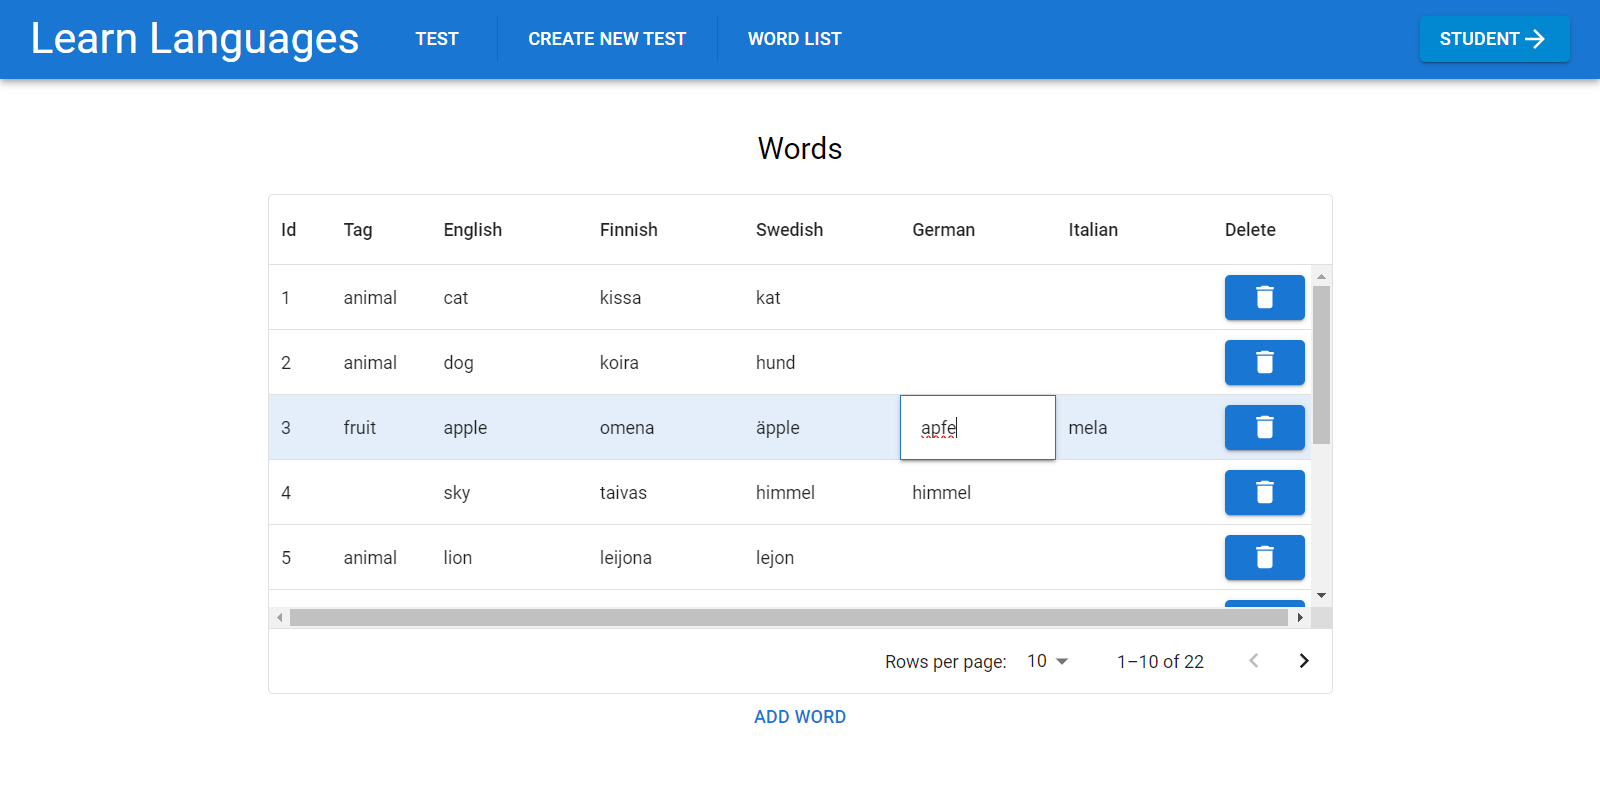 Learn Languages TEST CREATE NEW TEST WORD LIST STUDENT
Words
Id Tag English Finnish Swedish German Italian Delete
1 animal cat kissa kat
2 animal dog koira hund
3 fruit apple omena äpple apfe mela
4 sky taivas himmel himmel
5 animal lion leijona lejon
Rows per page: 10 1–10 of 22
ADD WORD